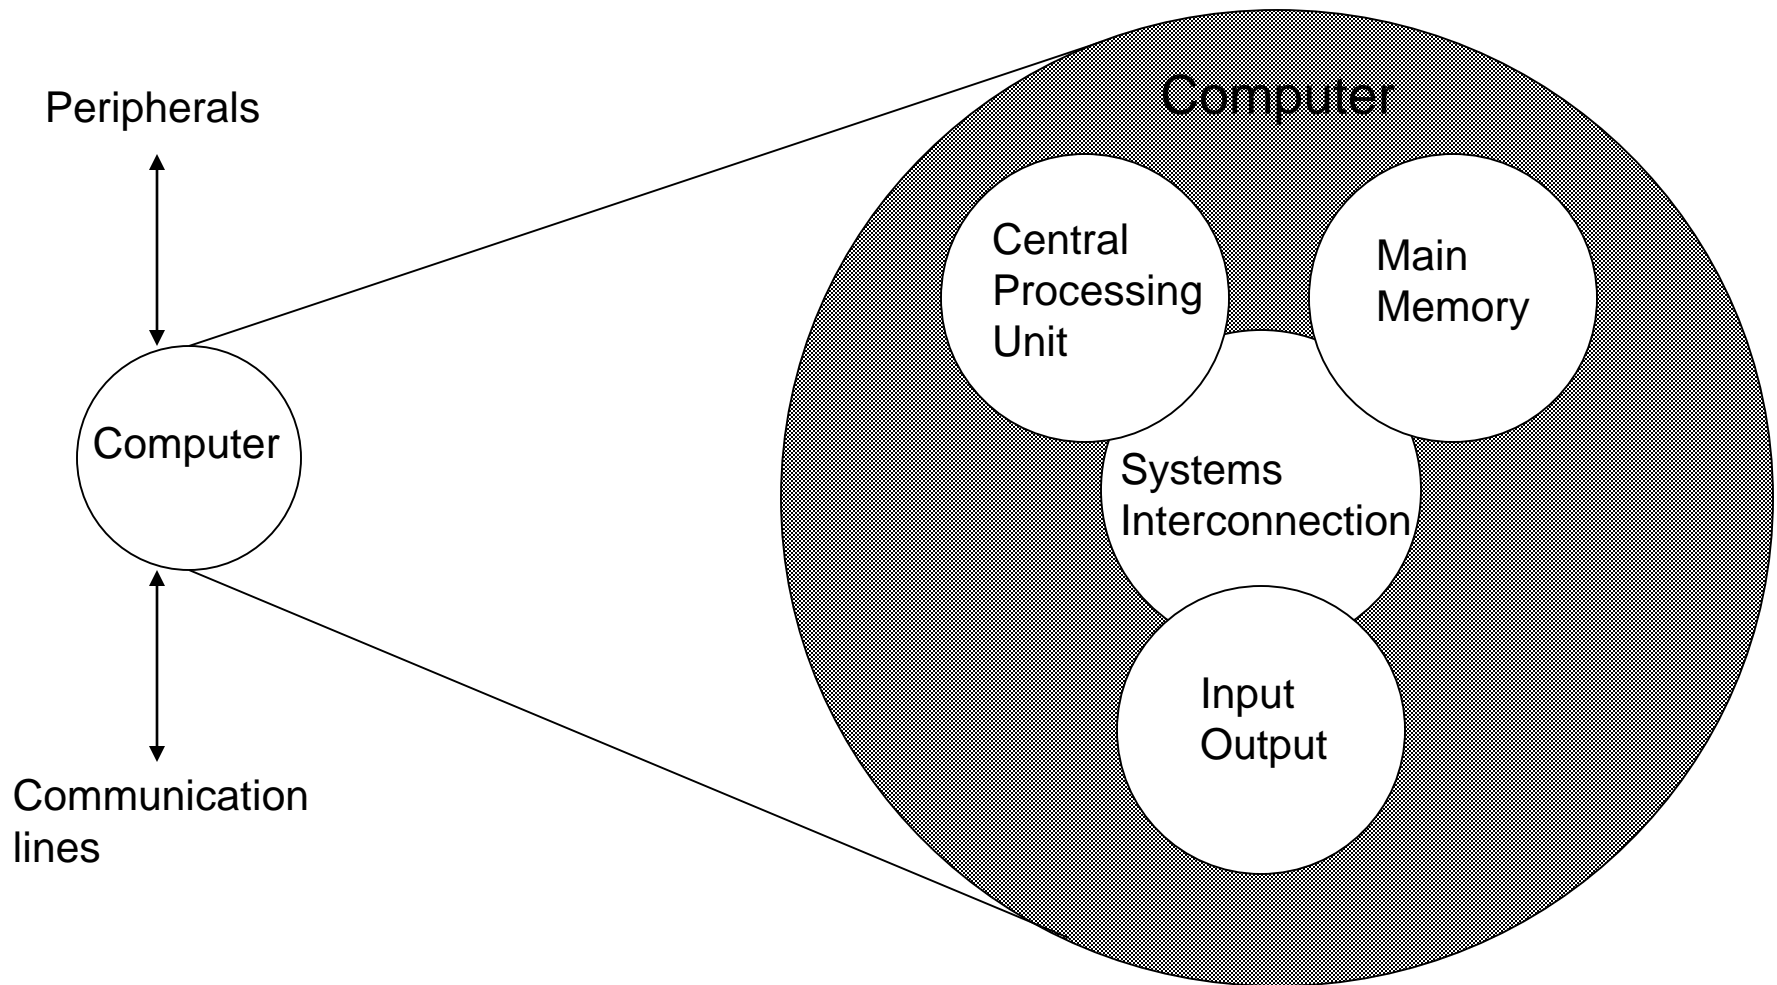 Peripherals
Computer
Communication
lines
Computer
Central
Processing
Unit
Main
Memory
Systems
Interconnection
Input
Output